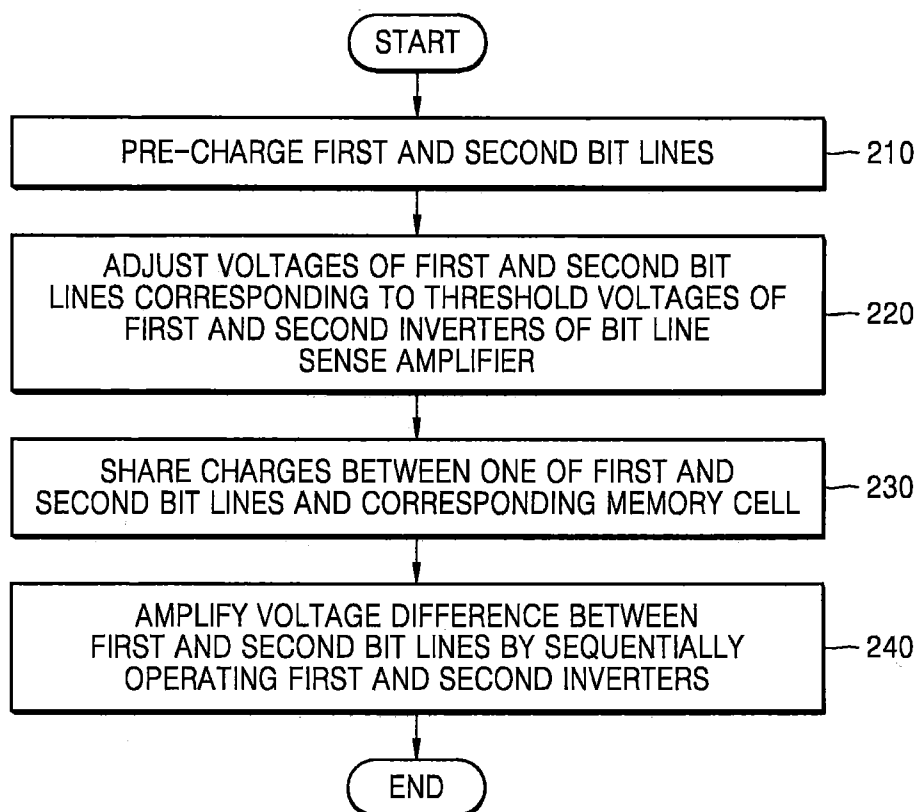 START
PRE-CHARGE FIRST AND SECOND BIT LINES
210
ADJUST VOLTAGES OF FIRST AND SECOND BIT
LINES CORRESPONDING TO THRESHOLD VOLTAGES OF
FIRST AND SECOND INVERTERS OF BIT LINE
SENSE AMPLIFIER
220
SHARE CHARGES BETWEEN ONE OF FIRST AND
SECOND BIT LINES AND CORRESPONDING MEMORY CELL
230
AMPLIFY VOLTAGE DIFFERENCE BETWEEN
FIRST AND SECOND BIT LINES BY SEQUENTIALLY
OPERATING FIRST AND SECOND INVERTERS
240
END